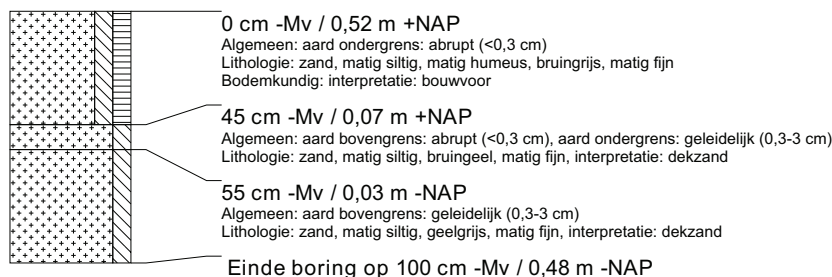 0 cm -Mv / 0,52 m +NAP
Algemeen: aard ondergrens: abrupt (<0,3 cm)
Lithologie: zand, matig siltig, matig humeus, bruingrijs, matig fijn
Bodemkundig: interpretatie: bouwvoor
45 cm -Mv / 0,07 m +NAP
Algemeen: aard bovengrens: abrupt (<0,3 cm), aard ondergrens: geleidelijk (0,3-3 cm)
Lithologie: zand, matig siltig, bruingeel, matig fijn, interpretatie: dekzand
55 cm -Mv / 0,03 m -NAP
Algemeen: aard bovengrens: geleidelijk (0,3-3 cm)
Lithologie: zand, matig siltig, geelgrijs, matig fijn, interpretatie: dekzand
Einde boring op 100 cm -Mv / 0,48 m -NAP